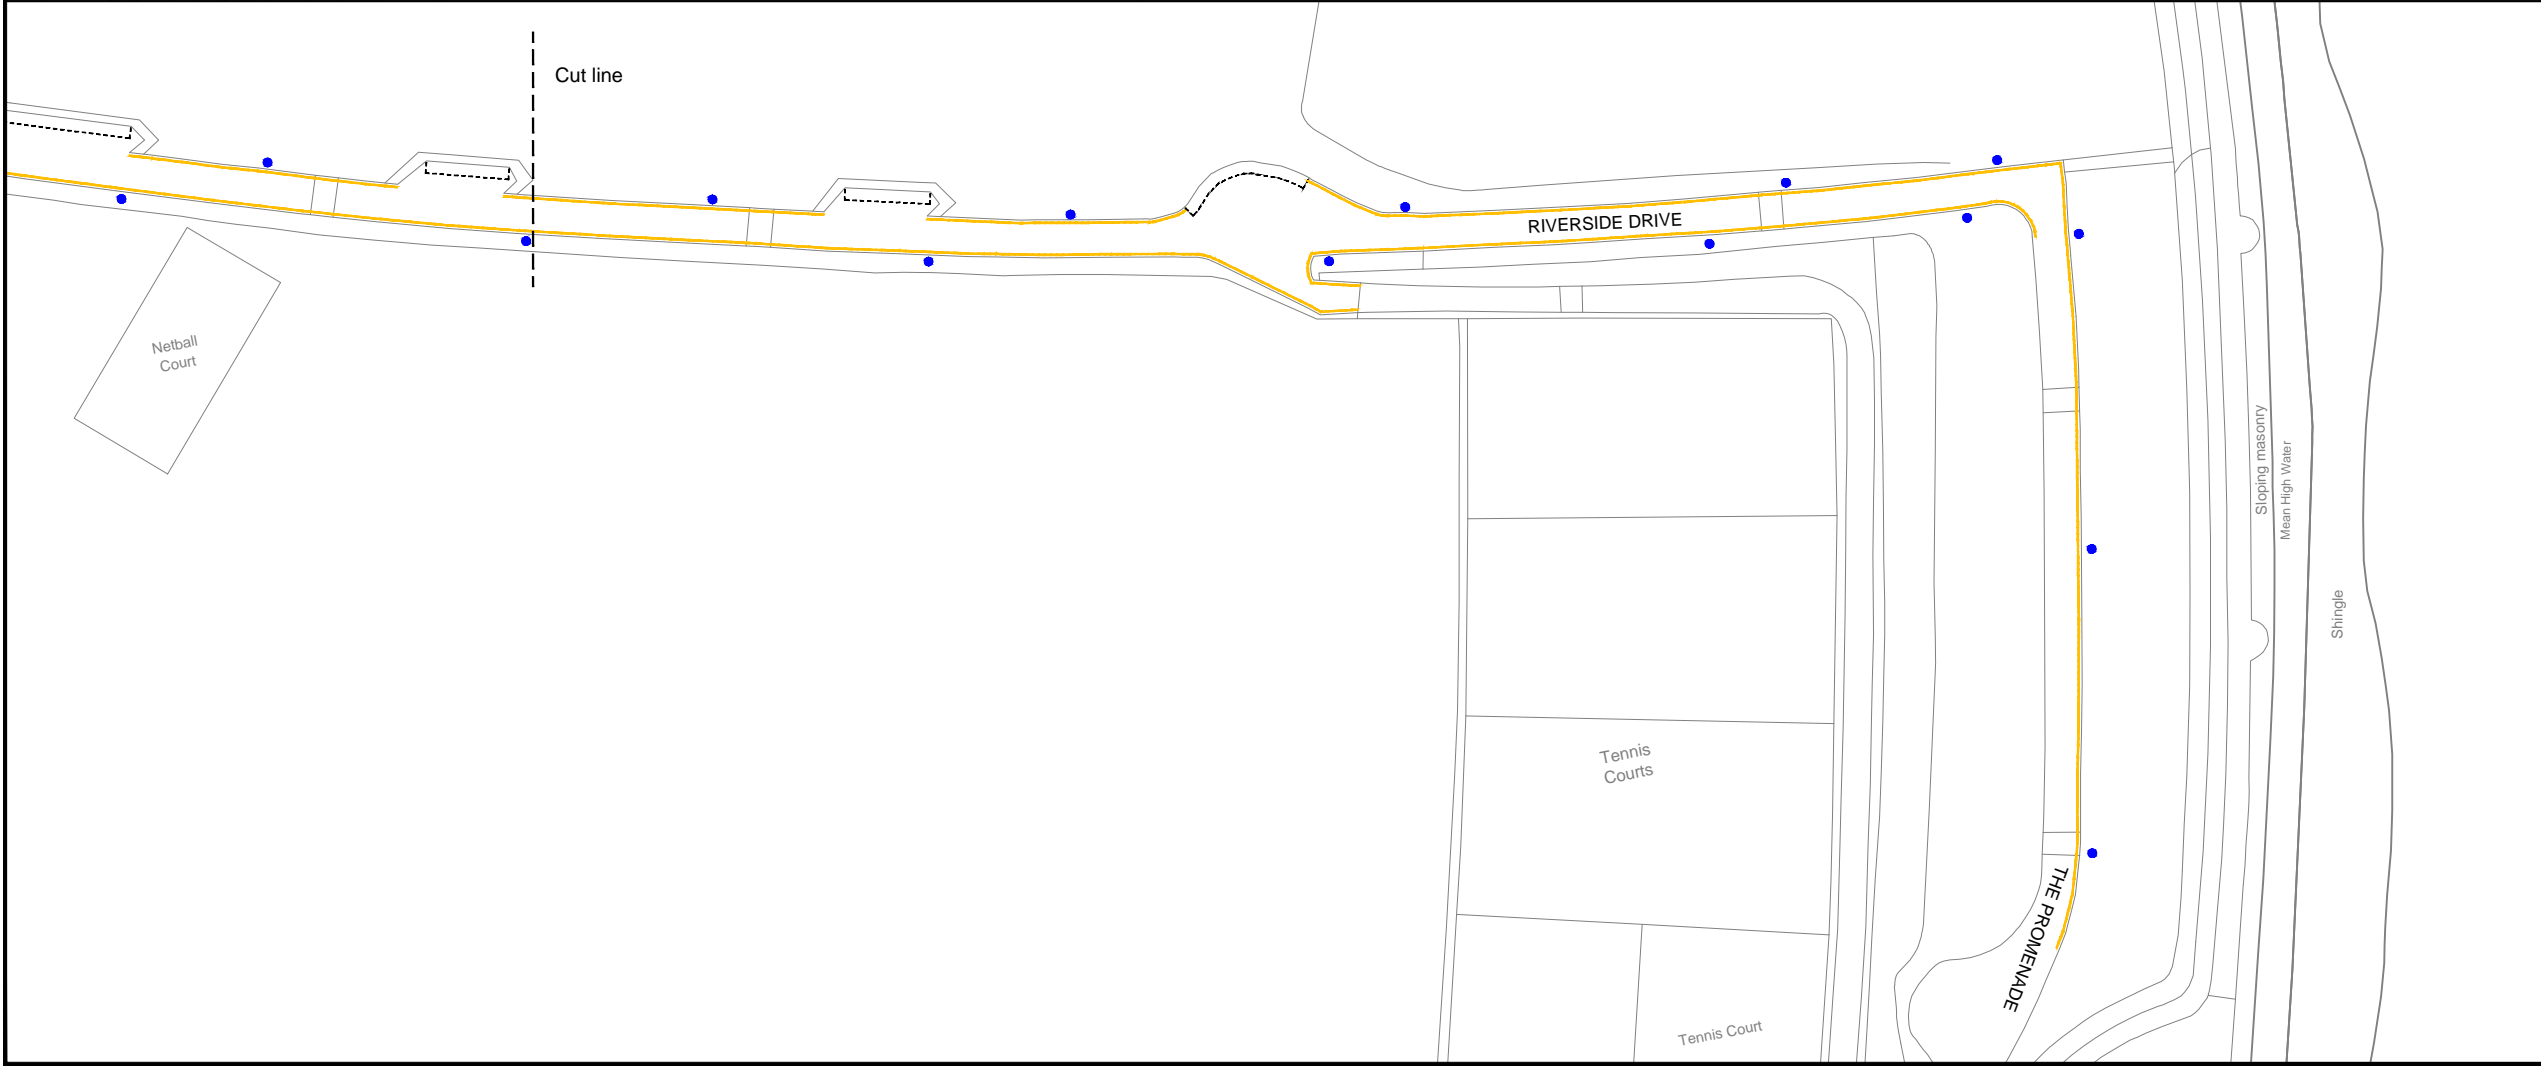 Cut line
RIVERSIDE DRIVE
Netball
Court
Sloping masonry
Mean High Water
Shingle
Tennis
Courts
THE PROMENADE
Tennis Court